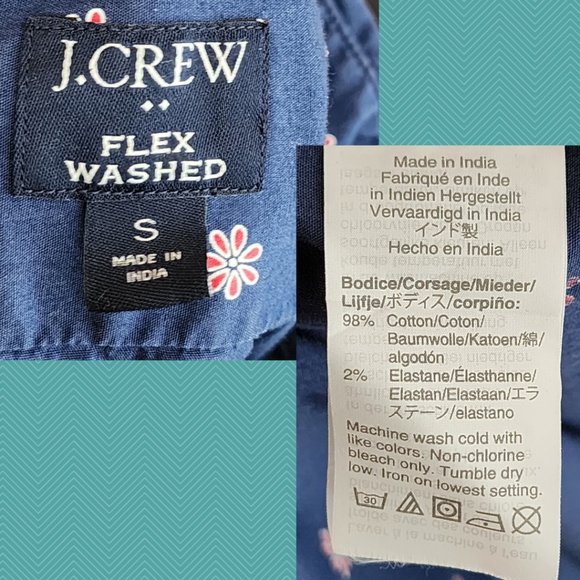 J.CREW
FLEX
WASHED
S
MADE IN
INDIA
Made in India
Fabriqué en Inde
in Indien Hergestellt
Vervaardigd in India
インド製
Hecho en India
Bodice/Corsage/Mieder/
Lijfje/ボディス/corpiño:
98% Cotton/Coton/
Baumwolle/Katoen/綿/
algodón
2% Elastane/Élasthanne/
Elastan/Elastaan/エラ
ステーン/elastano
Machine wash cold with
like colors. Non-chlorine
bleach only. Tumble dry
low. Iron on lowest setting.
30